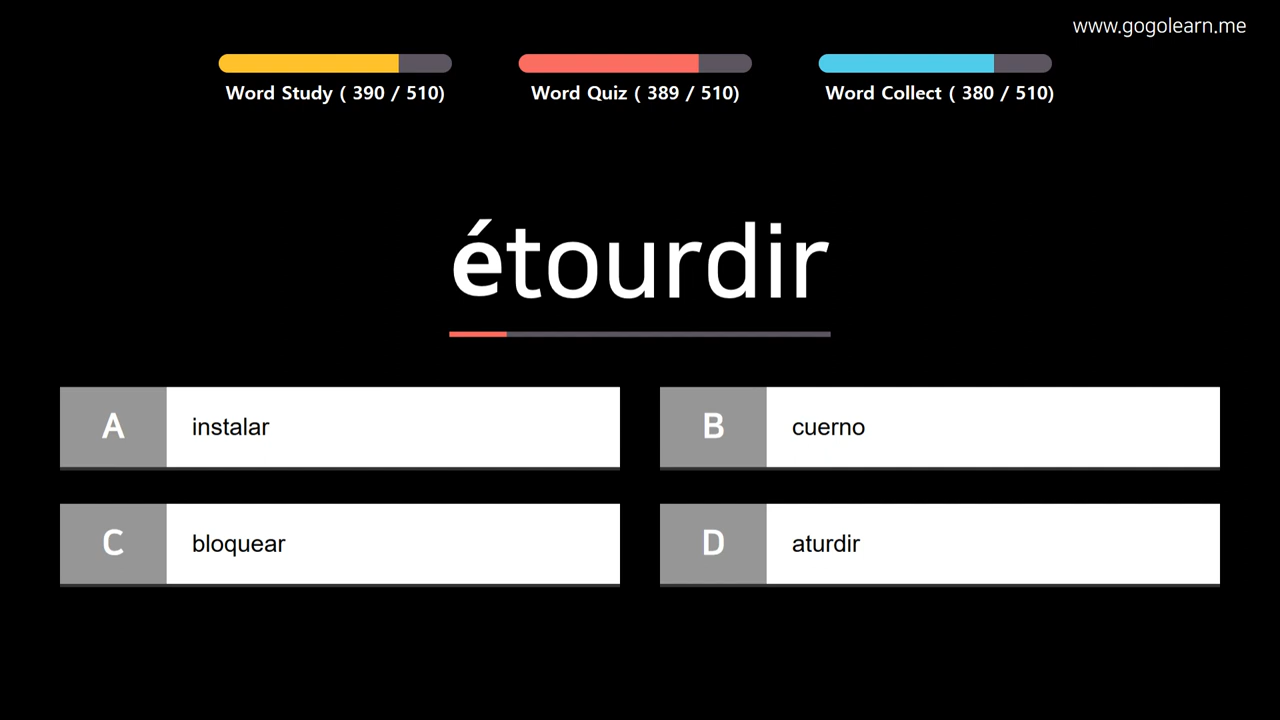 www.gogolearn.me
Word Study ( 390 / 510)
Word Quiz ( 389 / 510)
Word Collect ( 380 / 510)
étourdir
A instalar
B cuerno
C bloquear
D aturdir